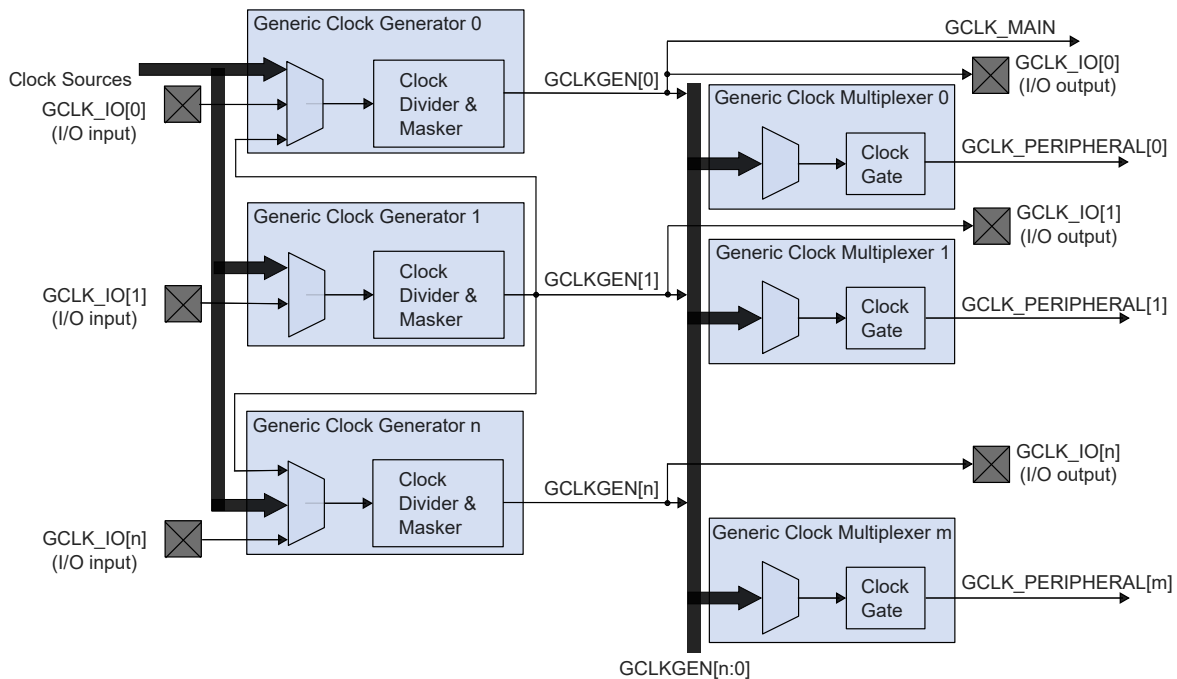 Generic Clock Generator 0
Clock Sources
GCLK_IO[0]
(I/O input)
Clock
Divider &
Masker
GCLKGEN[0]
GCLK_MAIN
GCLK_IO[0]
(I/O output)
Generic Clock Multiplexer 0
Clock
Gate
GCLK_PERIPHERAL[0]
Generic Clock Generator 1
GCLK_IO[1]
(I/O input)
Clock
Divider &
Masker
GCLKGEN[1]
GCLK_IO[1]
(I/O output)
Generic Clock Multiplexer 1
Clock
Gate
GCLK_PERIPHERAL[1]
Generic Clock Generator n
GCLK_IO[n]
(I/O input)
Clock
Divider &
Masker
GCLKGEN[n]
GCLK_IO[n]
(I/O output)
Generic Clock Multiplexer m
Clock
Gate
GCLK_PERIPHERAL[m]
GCLKGEN[n:0]